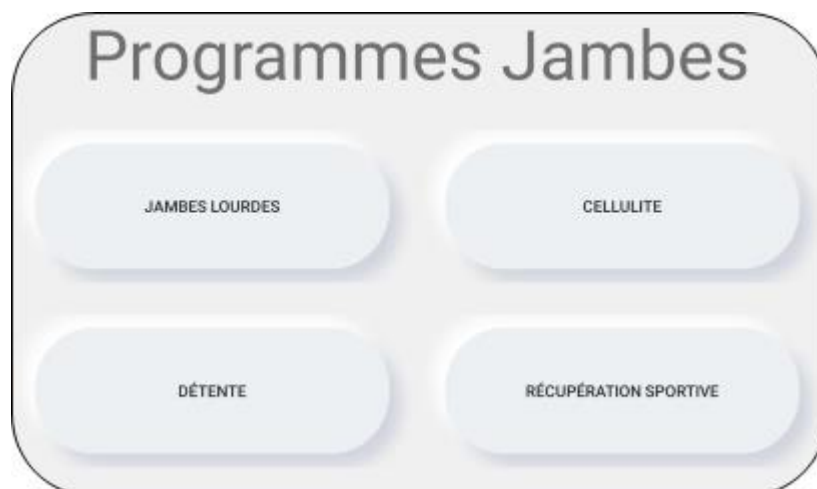 Programmes Jambes
JAMBES LOURDES
CELLULITE
DÉTENTE
RÉCUPÉRATION SPORTIVE